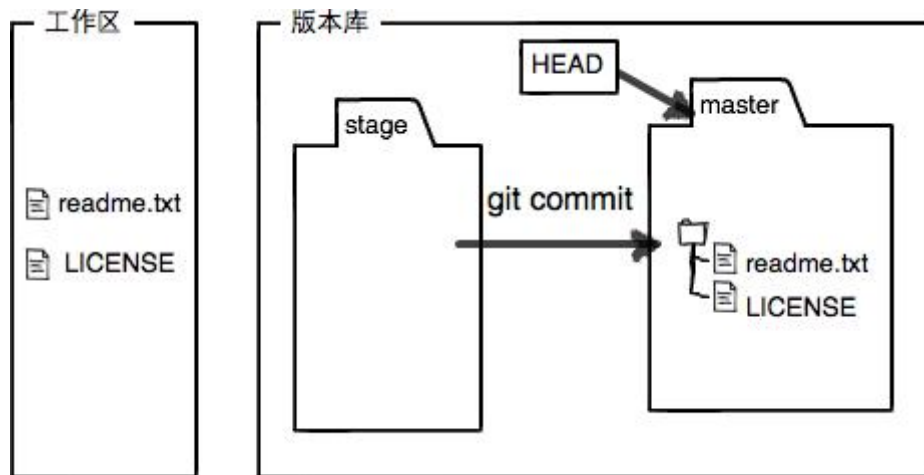 工作区
版本库
HEAD
stage
master
git commit
readme.txt
LICENSE
readme.txt
LICENSE